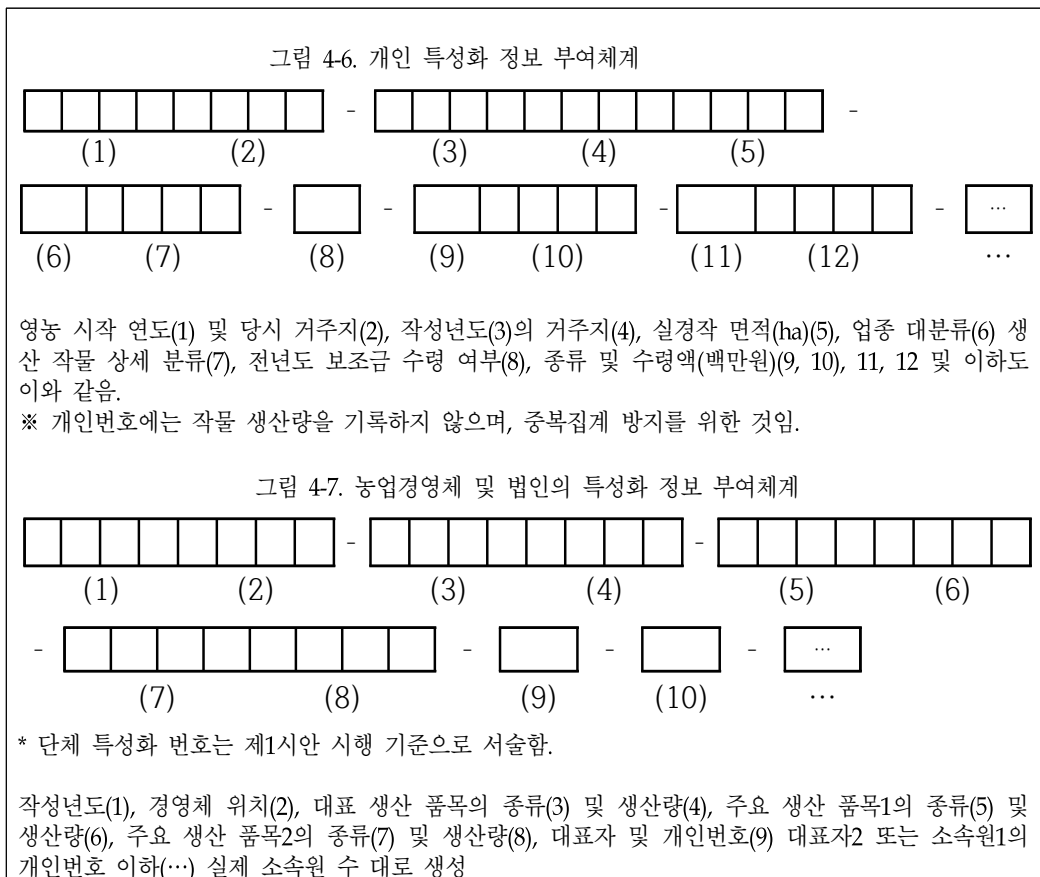 그림 4-6. 개인 특성화 정보 부여체계
- -
(1) (2) (3) (4) (5)
- - - - …
(6) (7) (8) (9) (10) (11) (12) …
영농 시작 연도(1) 및 당시 거주지(2), 작성년도(3)의 거주지(4), 실경작 면적(ha)(5), 업종 대분류(6) 생
산 작물 상세 분류(7), 전년도 보조금 수령 여부(8), 종류 및 수령액(백만원)(9, 10), 11, 12 및 이하도
이와 같음.
※ 개인번호에는 작물 생산량을 기록하지 않으며, 중복집계 방지를 위한 것임.
그림 4-7. 농업경영체 및 법인의 특성화 정보 부여체계
- -
(1) (2) (3) (4) (5) (6)
- - - - …
(7) (8) (9) (10) …
* 단체 특성화 번호는 제1시안 시행 기준으로 서술함.
작성년도(1), 경영체 위치(2), 대표 생산 품목의 종류(3) 및 생산량(4), 주요 생산 품목1의 종류(5) 및
생산량(6), 주요 생산 품목2의 종류(7) 및 생산량(8), 대표자 및 개인번호(9) 대표자2 또는 소속원1의
개인번호 이하(…) 실제 소속원 수 대로 생성